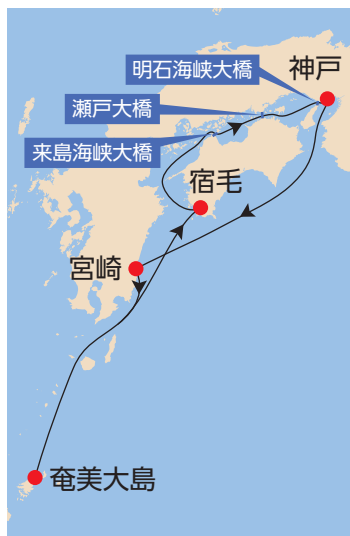 明石海峡大橋
神戸
瀬戸大橋
来島海峡大橋
宿毛
宮崎
奄美大島